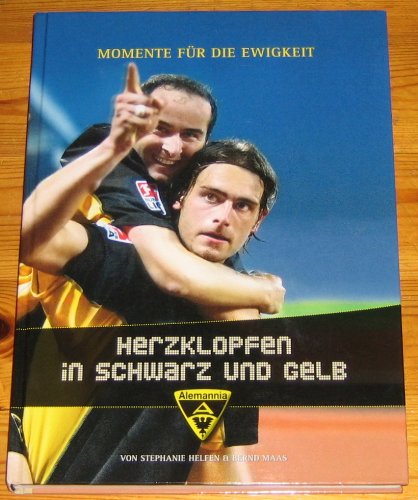 MOMENTE FÜR DIE EWIGKEIT
HERZKLOPFEN
IN SCHWARZ UND GELB
Alemannia
A
VON STEPHANIE HELFEN & BERND MAAS